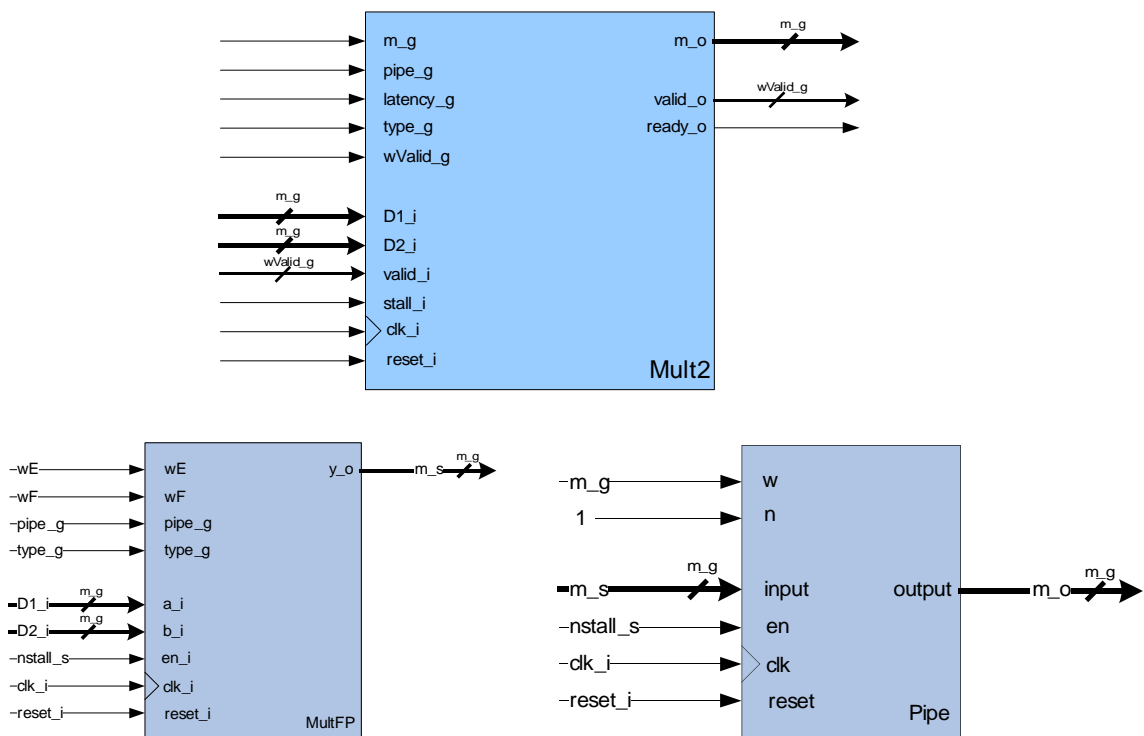 m_g m_o m_g
pipe_g
latency_g valid_o wValid_g
type_g ready_o
wValid_g
m_g D1_i
m_g D2_i
wValid_g valid_i
stall_i
clk_i
reset_i
Mult2
wE wE y_o m_s m_g
wF wF
pipe_g pipe_g
type_g type_g
D1_i m_g a_i
D2_i m_g b_i
nstall_s en_i
clk_i clk_i
reset_i reset_i
MultFP
m_g w
1 n
m_s m_g input output m_o m_g
nstall_s en
clk_i clk
reset_i reset
Pipe